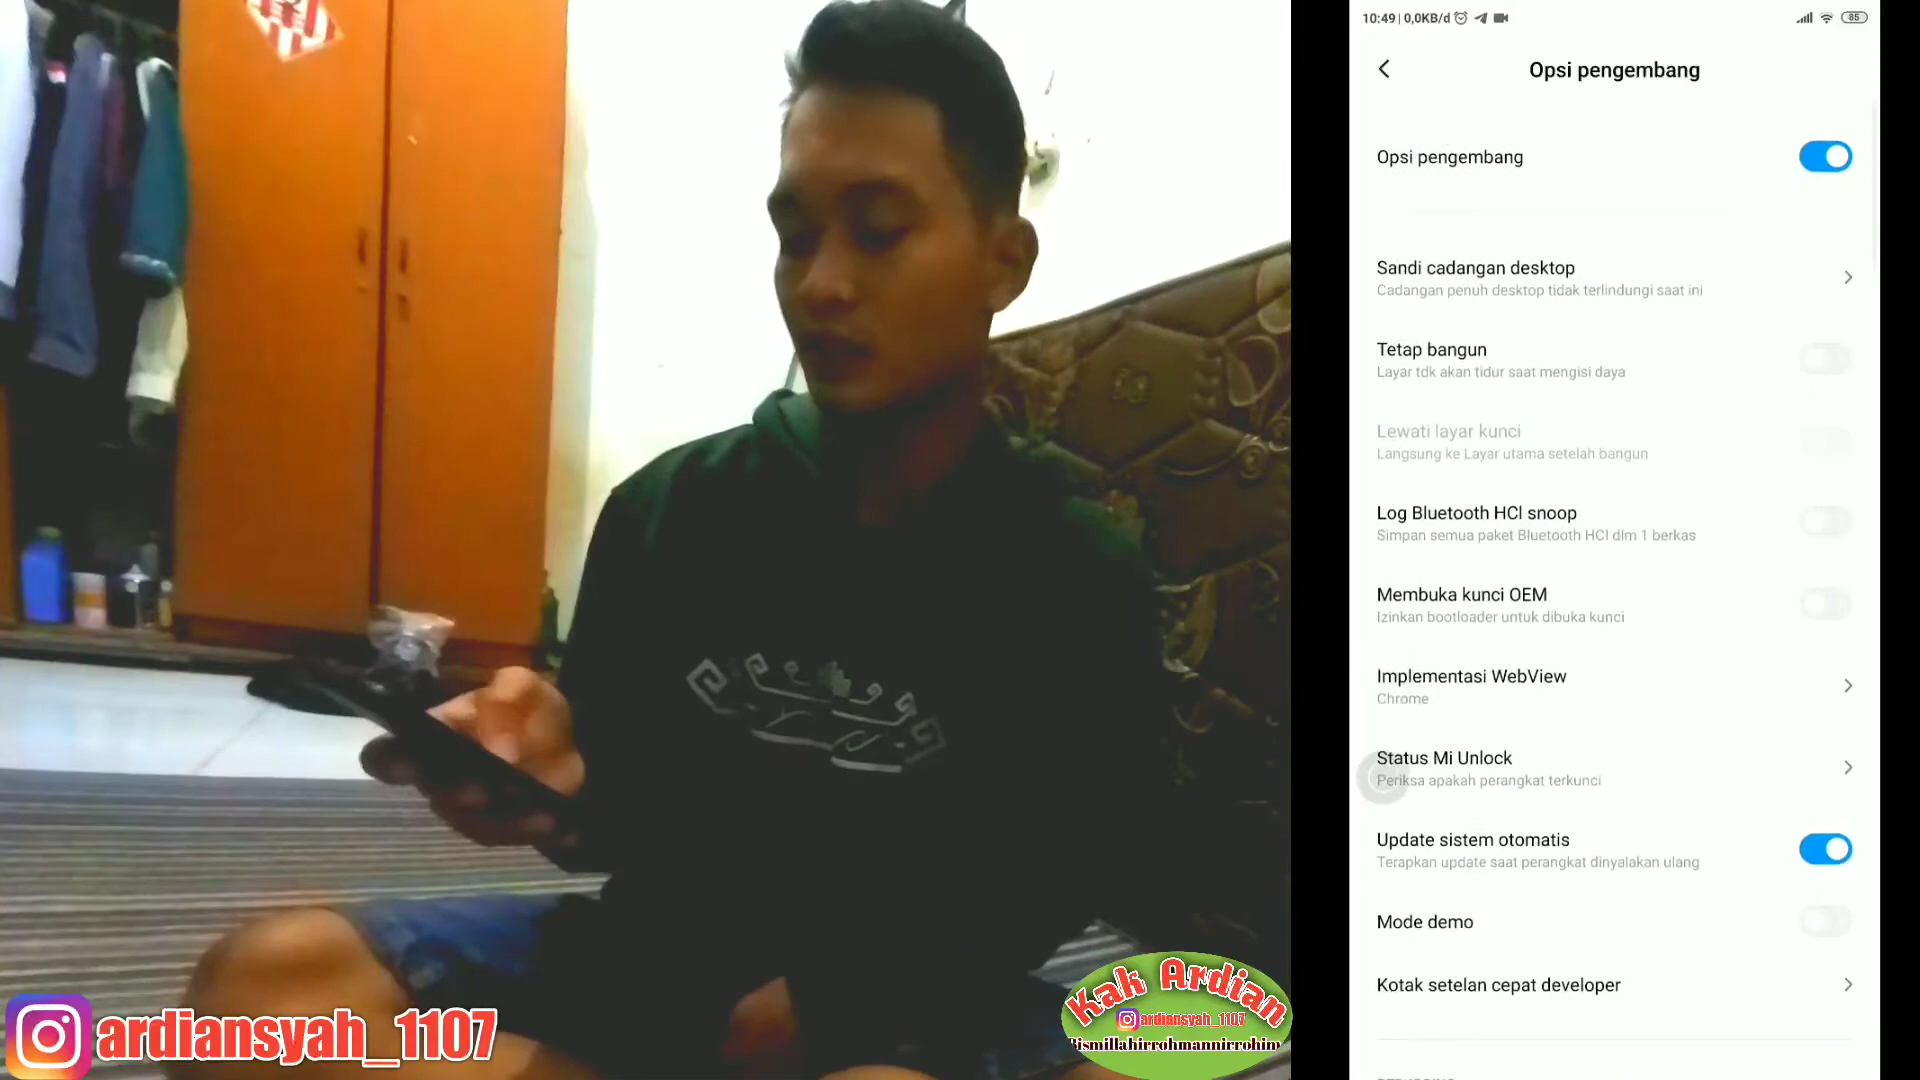 10:49 | 0,0KB/d
85
Opsi pengembang
Opsi pengembang
Sandi cadangan desktop
Cadangan penuh desktop tidak terlindungi saat ini
Tetap bangun
Layar tdk akan tidur saat mengisi daya
Lewati layar kunci
Langsung ke Layar utama setelah bangun
Log Bluetooth HCI snoop
Simpan semua paket Bluetooth HCI dlm 1 berkas
Membuka kunci OEM
Izinkan bootloader untuk dibuka kunci
Implementasi WebView
Chrome
Status Mi Unlock
Periksa apakah perangkat terkunci
Update sistem otomatis
Terapkan update saat perangkat dinyalakan ulang
Mode demo
Kotak setelan cepat developer
ardiansyah_1107
Kak Ardian
ardiansyah_1107
Bismillahirrohmannirrohim